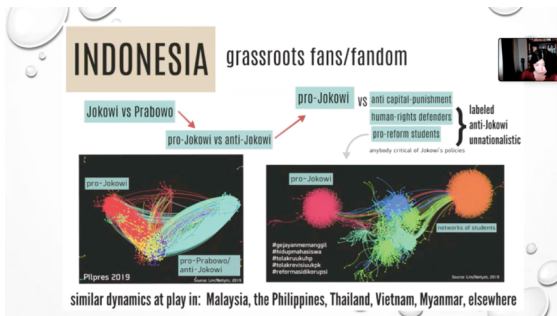 INDONESIA grassroots fans/fandom
Jokowi vs Prabowo
pro-Jokowi vs anti-Jokowi
pro-Jokowi vs
anti capital-punishment
human-rights defenders
pro-reform students
labeled
anti-Jokowi
unnationalistic
anybody critical of Jokowi's policies
pro-Jokowi
pro-Prabowo/
anti-Jokowi
Pilpres 2019
pro-Jokowi
networks of students
#gejayanmemanggil
#hidupmahasiswa
#tolakruukuhp
#tolakrevisiuukpk
#reformasidikorupsi
similar dynamics at play in: Malaysia, the Philippines, Thailand, Vietnam, Myanmar, elsewhere